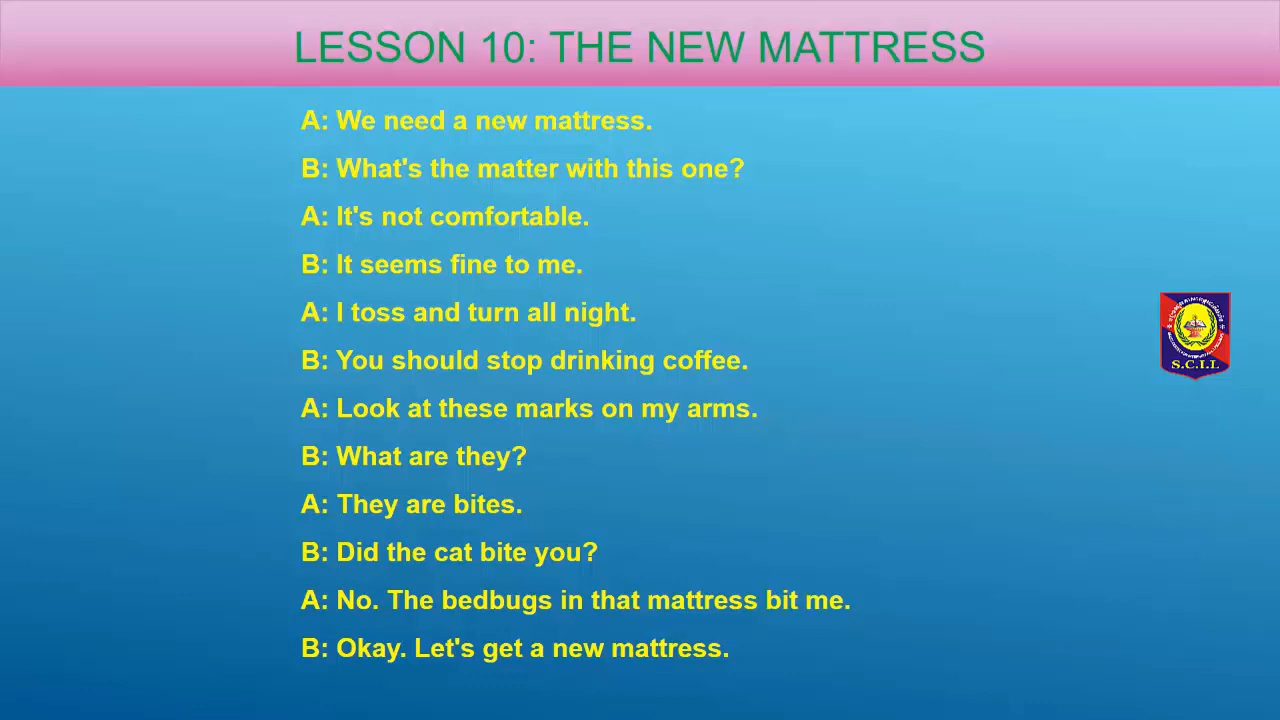 LESSON 10: THE NEW MATTRESS
A: We need a new mattress.
B: What's the matter with this one?
A: It's not comfortable.
B: It seems fine to me.
A: I toss and turn all night.
B: You should stop drinking coffee.
A: Look at these marks on my arms.
B: What are they?
A: They are bites.
B: Did the cat bite you?
A: No. The bedbugs in that mattress bit me.
B: Okay. Let's get a new mattress.
S.C.I.L